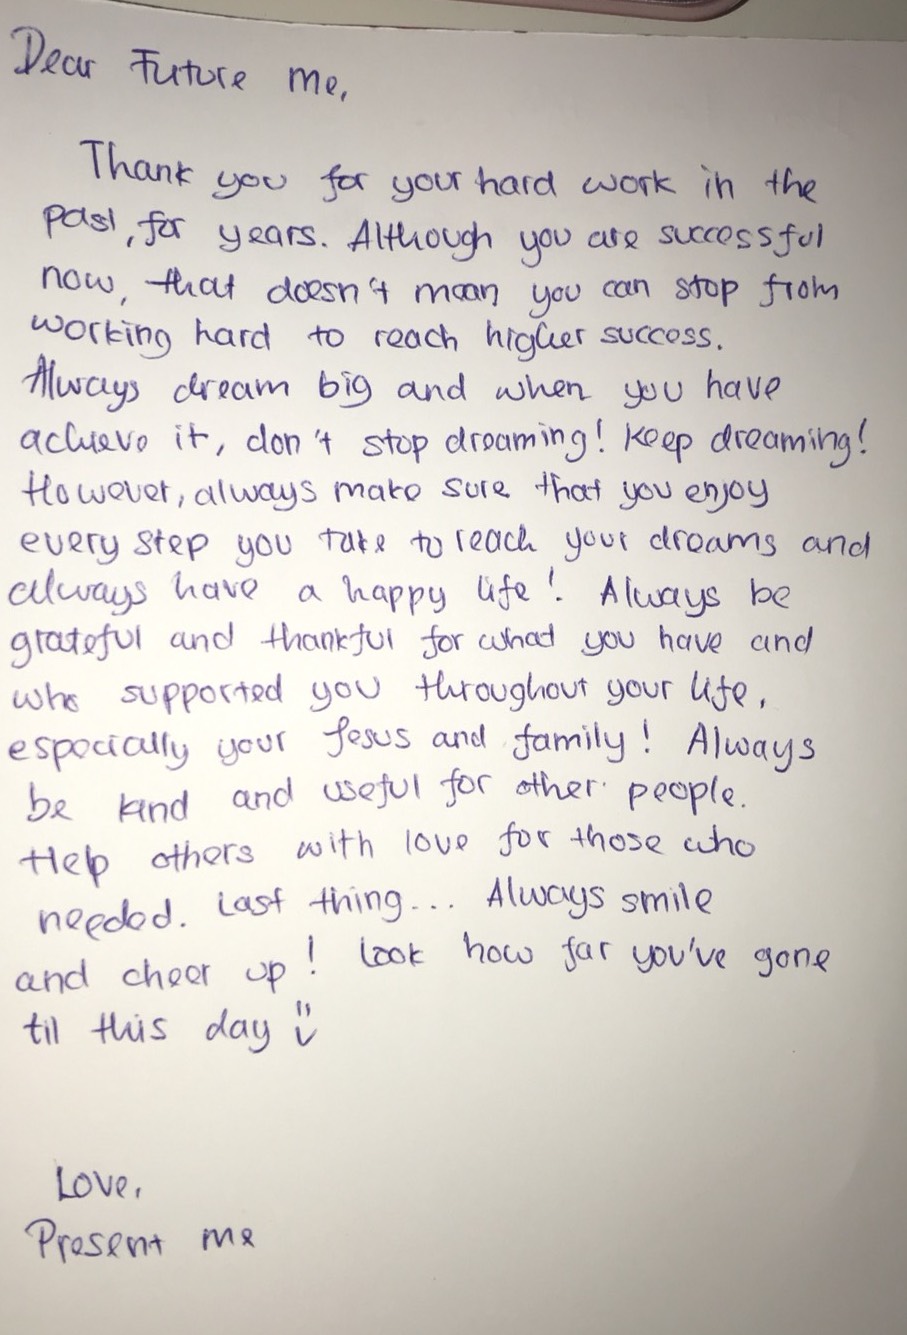 Dear Future me,
Thank you for your hard work in the
past, for years. Although you are successful
now, that doesn't mean you can stop from
working hard to reach higher success.
Always dream big and when you have
achieve it, don't stop dreaming! Keep dreaming!
However, always make sure that you enjoy
every step you take to reach your dreams and
always have a happy life! Always be
grateful and thankful for what you have and
who supported you throughout your life,
especially your Jesus and family! Always
be kind and useful for other people.
Help others with love for those who
needed. Last thing... Always smile
and cheer up! Look how far you've gone
til this day :)
Love,
Present me